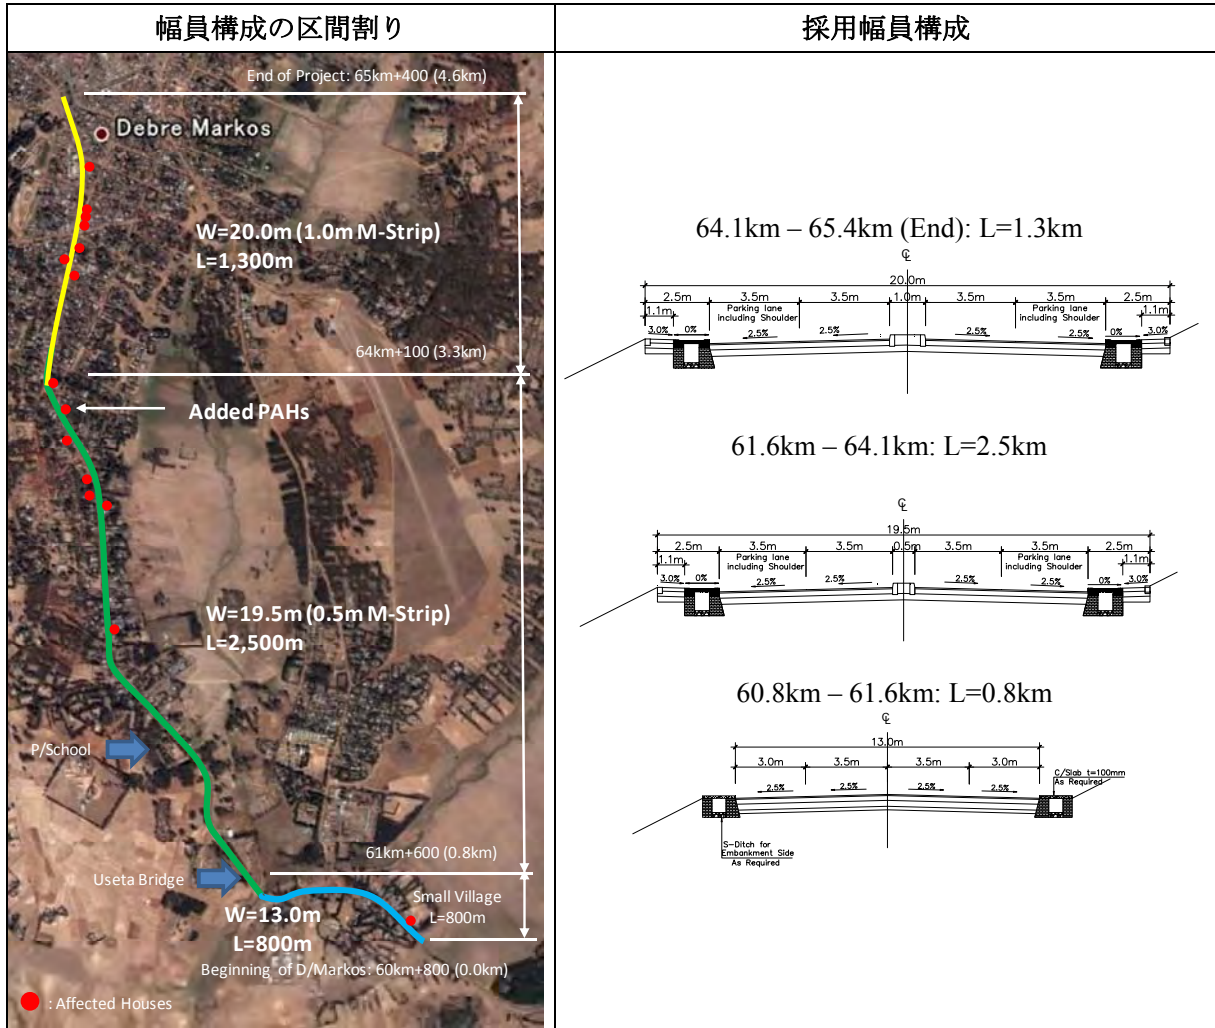 幅員構成の区間割り
採用幅員構成
End of Project: 65km+400 (4.6km)
Debre Markos
W=20.0m (1.0m M-Strip)
L=1,300m
64km+100 (3.3km)
Added PAHs
W=19.5m (0.5m M-Strip)
L=2,500m
P/School
61km+600 (0.8km)
Useta Bridge
Small Village
L=800m
W=13.0m
L=800m
Beginning of D/Markos: 60km+800 (0.0km)
: Affected Houses
64.1km – 65.4km (End): L=1.3km
℄
20.0m
2.5m 3.5m 3.5m 1.0m 3.5m 3.5m 2.5m
1.1m Parking lane Parking lane 1.1m
including Shoulder including Shoulder
3.0% 0% 2.5% 2.5% 2.5% 2.5% 0% 3.0%
61.6km – 64.1km: L=2.5km
℄
19.5m
2.5m 3.5m 3.5m 0.5m 3.5m 3.5m 2.5m
1.1m Parking lane Parking lane 1.1m
including Shoulder including Shoulder
3.0% 0% 2.5% 2.5% 2.5% 2.5% 0% 3.0%
60.8km – 61.6km: L=0.8km
℄
13.0m
3.0m 3.5m 3.5m 3.0m
C/Slab t=100mm
As Required
2.5% 2.5% 2.5% 2.5%
S-Ditch for
Embankment Side
As Required